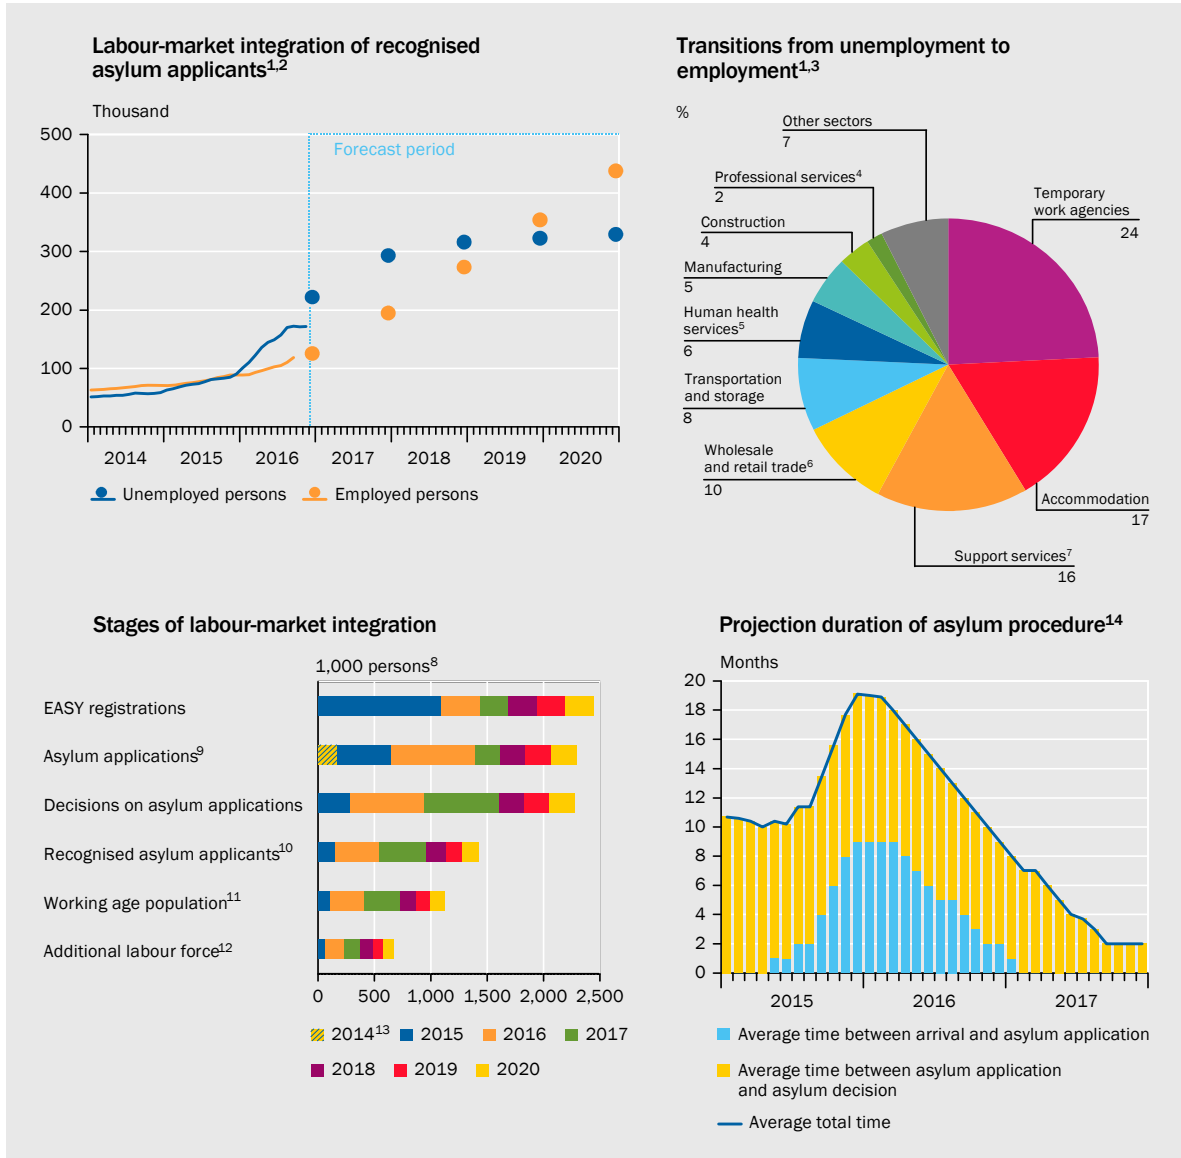 Labour-market integration of recognised
asylum applicants1,2
Thousand
500
400
300
200
100
0
Forecast period
2014 2015 2016 2017 2018 2019 2020
Unemployed persons Employed persons
Transitions from unemployment to
employment1,3
%
Other sectors
7
Professional services4
2
Construction
4
Manufacturing
5
Human health
services5
6
Transportation
and storage
8
Wholesale
and retail trade6
10
Temporary
work agencies
24
Accommodation
17
Support services7
16
Stages of labour-market integration
1,000 persons8
EASY registrations
Asylum applications9
Decisions on asylum applications
Recognised asylum applicants10
Working age population11
Additional labour force12
0 500 1,000 1,500 2,000 2,500
201413 2015 2016 2017
2018 2019 2020
Projection duration of asylum procedure14
Months
20
18
16
14
12
10
8
6
4
2
0
2015 2016 2017
Average time between arrival and asylum application
Average time between asylum application
and asylum decision
Average total time